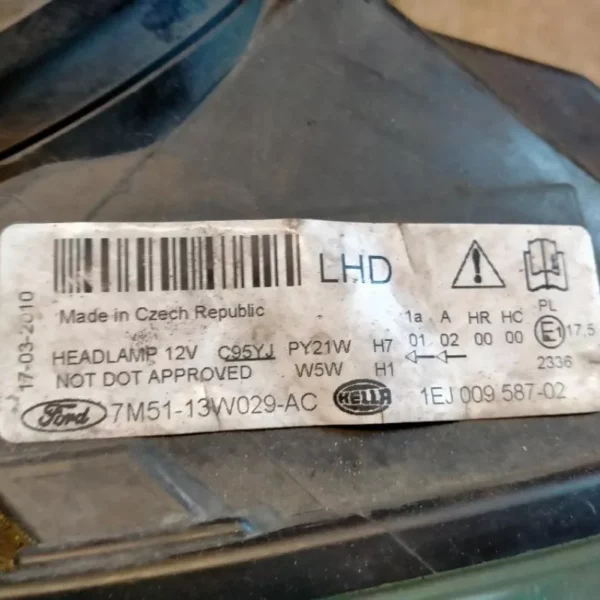 17-03-2010
LHD
Made in Czech Republic
1a A HR HC PL
HEADLAMP 12V C95YJ PY21W H7 01 02 00 00 E1 17,5
NOT DOT APPROVED W5W H1 2336
Ford 7M51-13W029-AC HELLA 1EJ 009 587-02